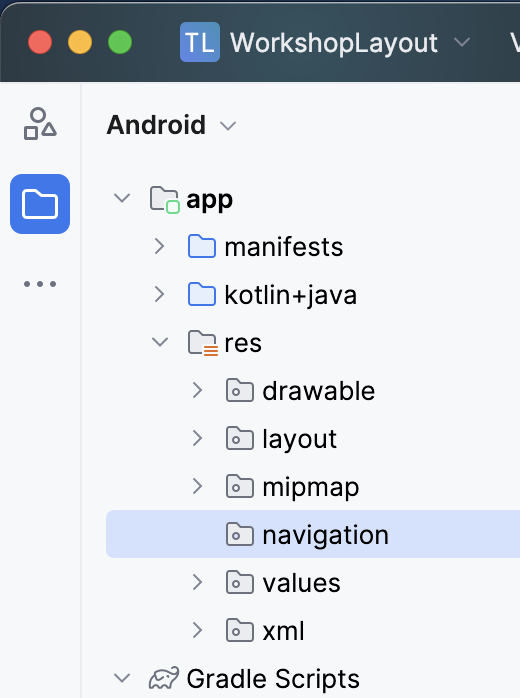 TL WorkshopLayout
Android
app
manifests
kotlin+java
res
drawable
layout
mipmap
navigation
values
xml
Gradle Scripts